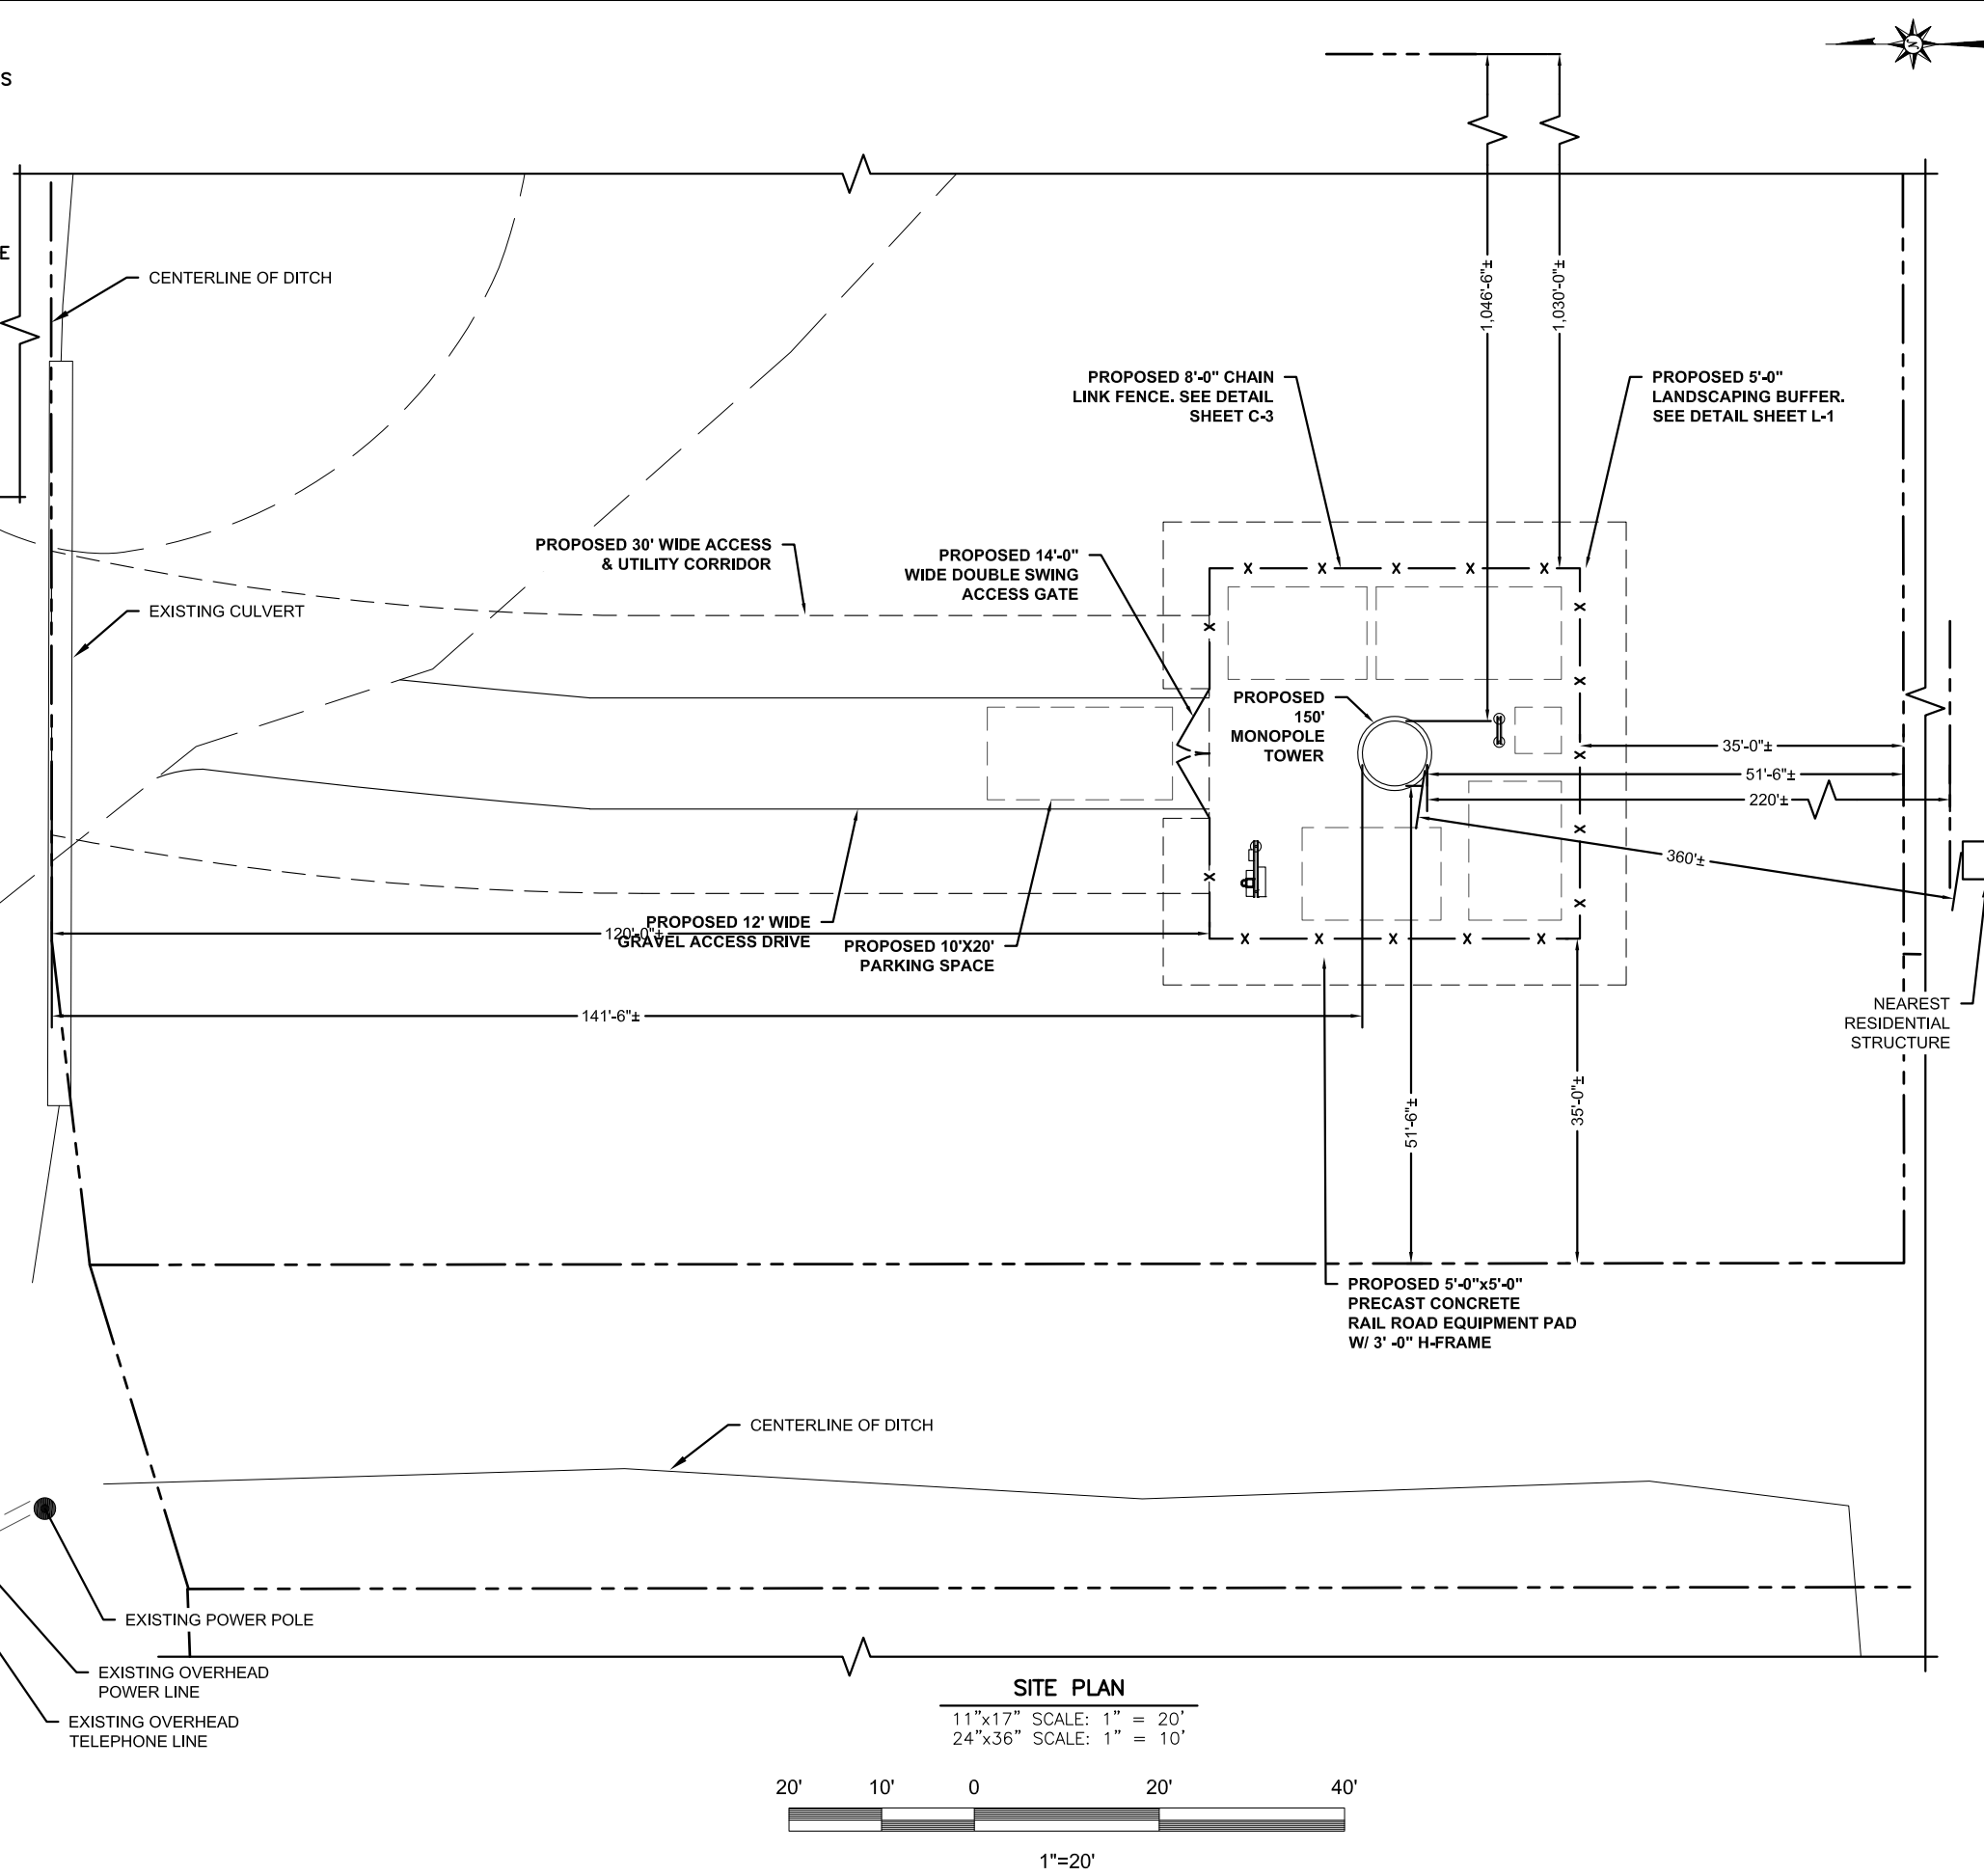 S
N
E
CENTERLINE OF DITCH
1,046'-6"±
1,030'-0"±
PROPOSED 8'-0" CHAIN
LINK FENCE. SEE DETAIL
SHEET C-3
PROPOSED 5'-0"
LANDSCAPING BUFFER.
SEE DETAIL SHEET L-1
PROPOSED 30' WIDE ACCESS
& UTILITY CORRIDOR
PROPOSED 14'-0"
WIDE DOUBLE SWING
ACCESS GATE
EXISTING CULVERT
PROPOSED
150'
MONOPOLE
TOWER
35'-0"±
51'-6"±
220'±
360'±
PROPOSED 12' WIDE
GRAVEL ACCESS DRIVE
120'-0"±
PROPOSED 10'X20'
PARKING SPACE
141'-6"±
NEAREST
RESIDENTIAL
STRUCTURE
51'-6"±
35'-0"±
PROPOSED 5'-0"x5'-0"
PRECAST CONCRETE
RAIL ROAD EQUIPMENT PAD
W/ 3' -0" H-FRAME
CENTERLINE OF DITCH
EXISTING POWER POLE
EXISTING OVERHEAD
POWER LINE
EXISTING OVERHEAD
TELEPHONE LINE
SITE PLAN
11"x17" SCALE: 1" = 20'
24"x36" SCALE: 1" = 10'
20' 10' 0 20' 40'
1"=20'